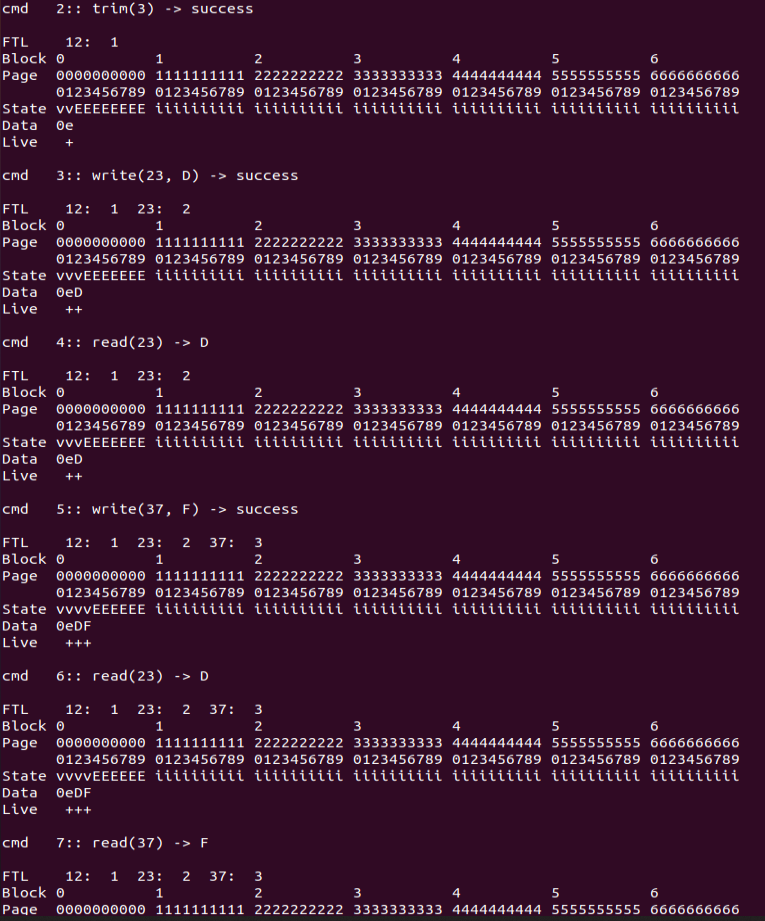 cmd   2:: trim(3) -> success
FTL    12:  1
Block 0          1          2          3          4          5          6
Page  0000000000 1111111111 2222222222 3333333333 4444444444 5555555555 6666666666
      0123456789 0123456789 0123456789 0123456789 0123456789 0123456789 0123456789
State vvEEEEEEEE iiiiiiiiii iiiiiiiiii iiiiiiiiii iiiiiiiiii iiiiiiiiii iiiiiiiiii
Data  0e
Live   +
cmd   3:: write(23, D) -> success
FTL    12:  1  23:  2
Block 0          1          2          3          4          5          6
Page  0000000000 1111111111 2222222222 3333333333 4444444444 5555555555 6666666666
      0123456789 0123456789 0123456789 0123456789 0123456789 0123456789 0123456789
State vvvEEEEEEE iiiiiiiiii iiiiiiiiii iiiiiiiiii iiiiiiiiii iiiiiiiiii iiiiiiiiii
Data  0eD
Live   ++
cmd   4:: read(23) -> D
FTL    12:  1  23:  2
Block 0          1          2          3          4          5          6
Page  0000000000 1111111111 2222222222 3333333333 4444444444 5555555555 6666666666
      0123456789 0123456789 0123456789 0123456789 0123456789 0123456789 0123456789
State vvvEEEEEEE iiiiiiiiii iiiiiiiiii iiiiiiiiii iiiiiiiiii iiiiiiiiii iiiiiiiiii
Data  0eD
Live   ++
cmd   5:: write(37, F) -> success
FTL    12:  1  23:  2  37:  3
Block 0          1          2          3          4          5          6
Page  0000000000 1111111111 2222222222 3333333333 4444444444 5555555555 6666666666
      0123456789 0123456789 0123456789 0123456789 0123456789 0123456789 0123456789
State vvvvEEEEEE iiiiiiiiii iiiiiiiiii iiiiiiiiii iiiiiiiiii iiiiiiiiii iiiiiiiiii
Data  0eDF
Live   +++
cmd   6:: read(23) -> D
FTL    12:  1  23:  2  37:  3
Block 0          1          2          3          4          5          6
Page  0000000000 1111111111 2222222222 3333333333 4444444444 5555555555 6666666666
      0123456789 0123456789 0123456789 0123456789 0123456789 0123456789 0123456789
State vvvvEEEEEE iiiiiiiiii iiiiiiiiii iiiiiiiiii iiiiiiiiii iiiiiiiiii iiiiiiiiii
Data  0eDF
Live   +++
cmd   7:: read(37) -> F
FTL    12:  1  23:  2  37:  3
Block 0          1          2          3          4          5          6
Page  0000000000 1111111111 2222222222 3333333333 4444444444 5555555555 6666666666